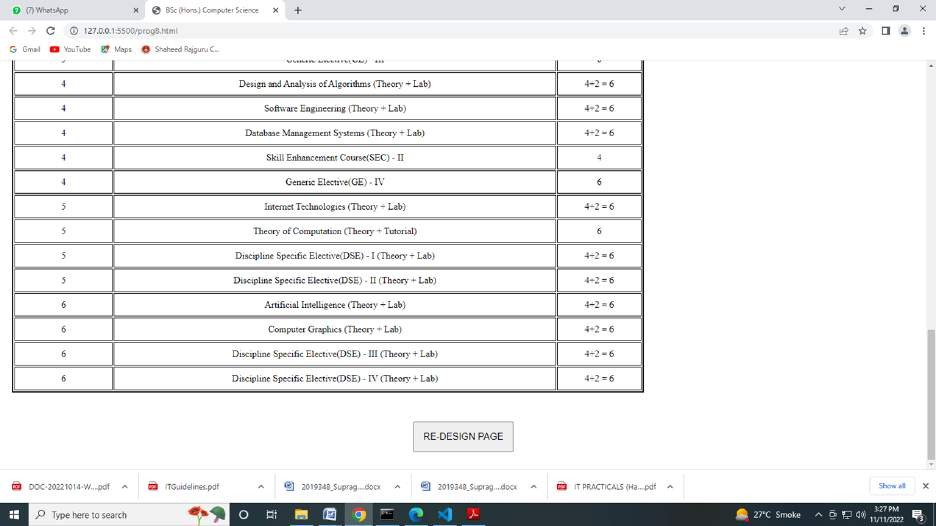 (7) WhatsApp
BSc (Hons.) Computer Science
127.0.0.1:5500/prog8.html
Gmail YouTube Maps Shaheed Rajguru C...
Generic Elective(GE) - III
4 Design and Analysis of Algorithms (Theory + Lab) 4+2 = 6
4 Software Engineering (Theory + Lab) 4+2 = 6
4 Database Management Systems (Theory + Lab) 4+2 = 6
4 Skill Enhancement Course(SEC) - II 4
4 Generic Elective(GE) - IV 6
5 Internet Technologies (Theory + Lab) 4+2 = 6
5 Theory of Computation (Theory + Tutorial) 6
5 Discipline Specific Elective(DSE) - I (Theory + Lab) 4+2 = 6
5 Discipline Specific Elective(DSE) - II (Theory + Lab) 4+2 = 6
6 Artificial Intelligence (Theory + Lab) 4+2 = 6
6 Computer Graphics (Theory + Lab) 4+2 = 6
6 Discipline Specific Elective(DSE) - III (Theory + Lab) 4+2 = 6
6 Discipline Specific Elective(DSE) - IV (Theory + Lab) 4+2 = 6
RE-DESIGN PAGE
DOC-20221014-W....pdf ITGuidelines.pdf 2019348_Suprag....docx 2019348_Suprag....docx IT PRACTICALS (Ha....pdf Show all
Type here to search
27°C Smoke
3:27 PM
11/11/2022
3